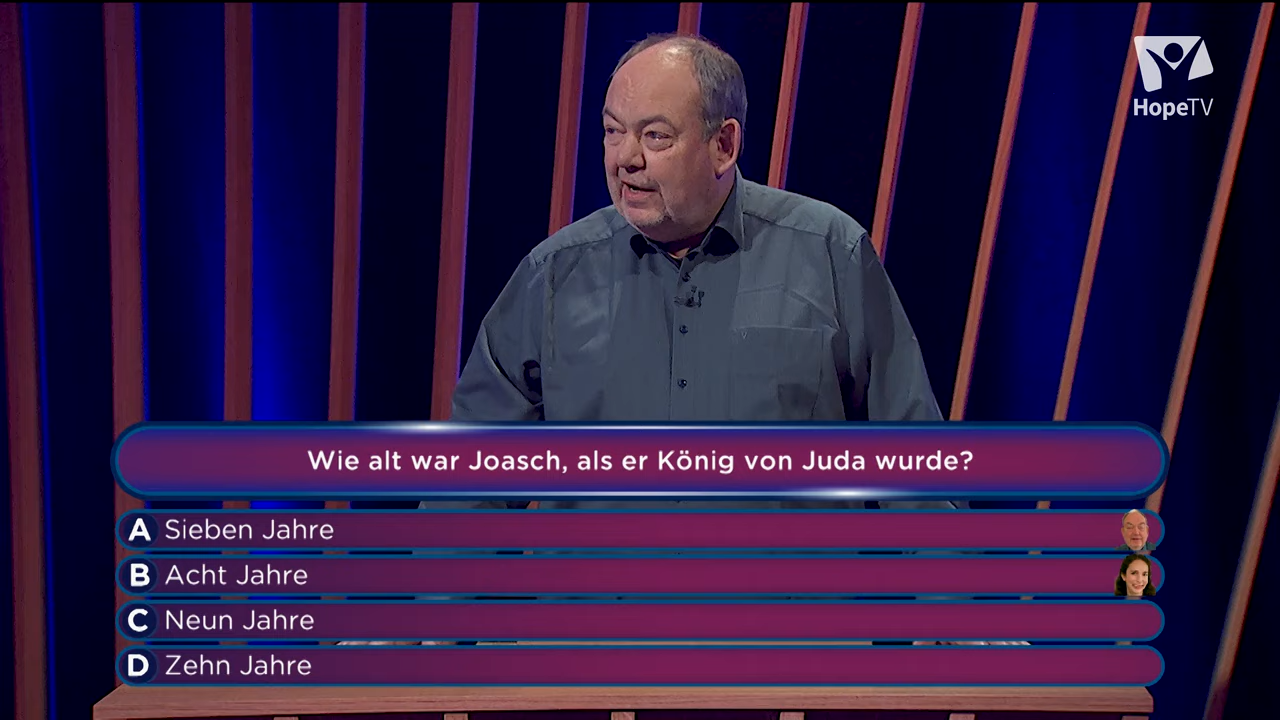 HopeTV
Wie alt war Joasch, als er König von Juda wurde?
A Sieben Jahre
B Acht Jahre
C Neun Jahre
D Zehn Jahre